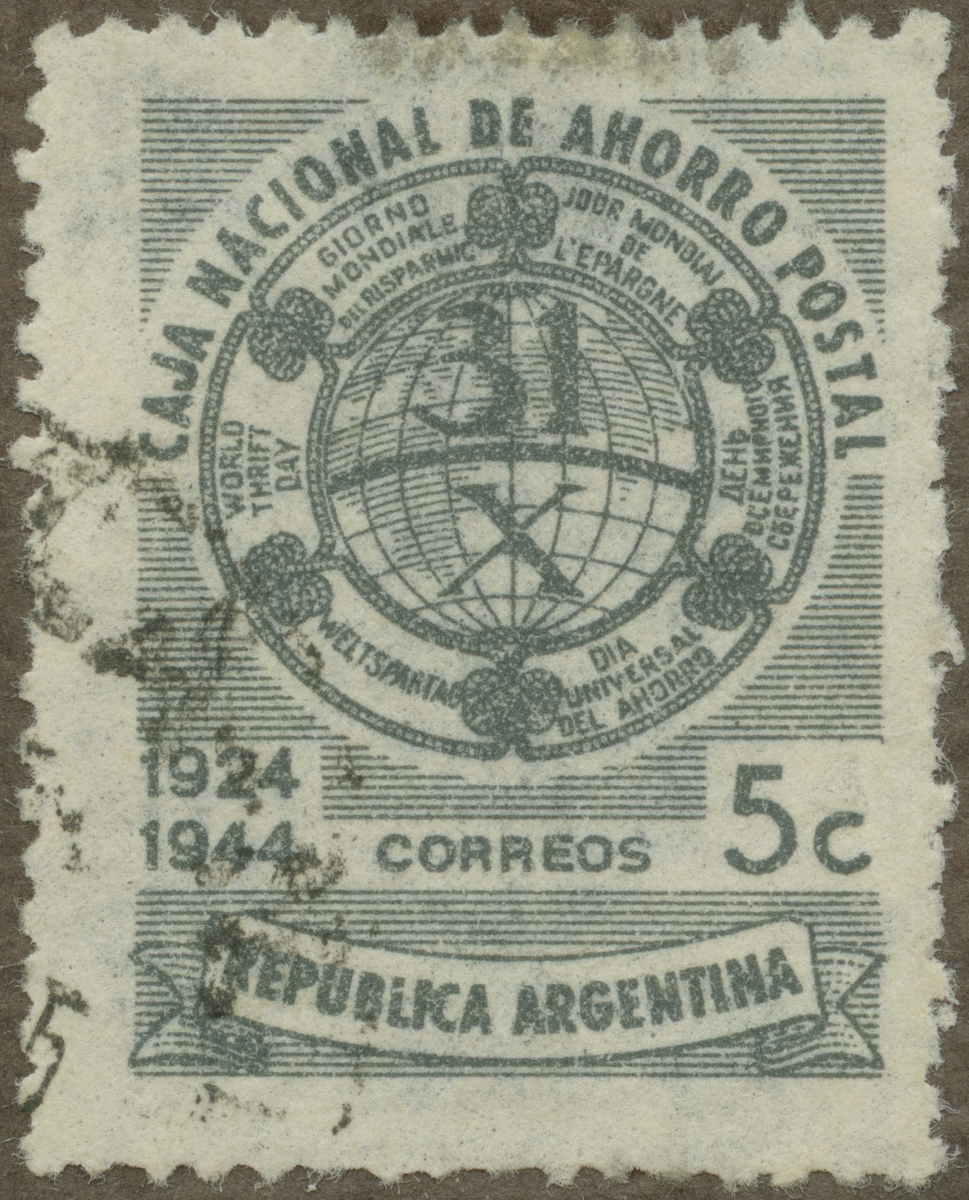 CAJA NACIONAL DE AHORRO POSTAL
GIORNO
MONDIALE
DEL RISPARMIO
JOUR MONDIAL
DE
L'EPARGNE
WORLD
THRIFT
DAY
31
X
ДЕНЬ
ВСЕМИРНОГО
СБЕРЕЖЕНИЯ
WELTSPARTAG
DIA
UNIVERSAL
DEL AHORRO
1924
1944
CORREOS
5c
REPUBLICA ARGENTINA
5